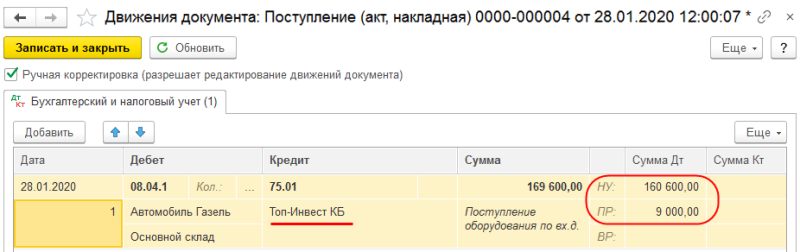 Движения документа: Поступление (акт, накладная) 0000-000004 от 28.01.2020 12:00:07 *
Записать и закрыть Обновить Еще ?
Ручная корректировка (разрешает редактирование движений документа)
Дт Кт Бухгалтерский и налоговый учет (1)
Добавить Еще
Дата Дебет Кредит Сумма Сумма Дт Сумма Кт
28.01.2020 08.04.1 Кол.: ... 75.01 169 600,00 НУ: 160 600,00
1 Автомобиль Газель Топ-Инвест КБ Поступление ПР: 9 000,00
оборудования по вх.д.
Основной склад ВР: